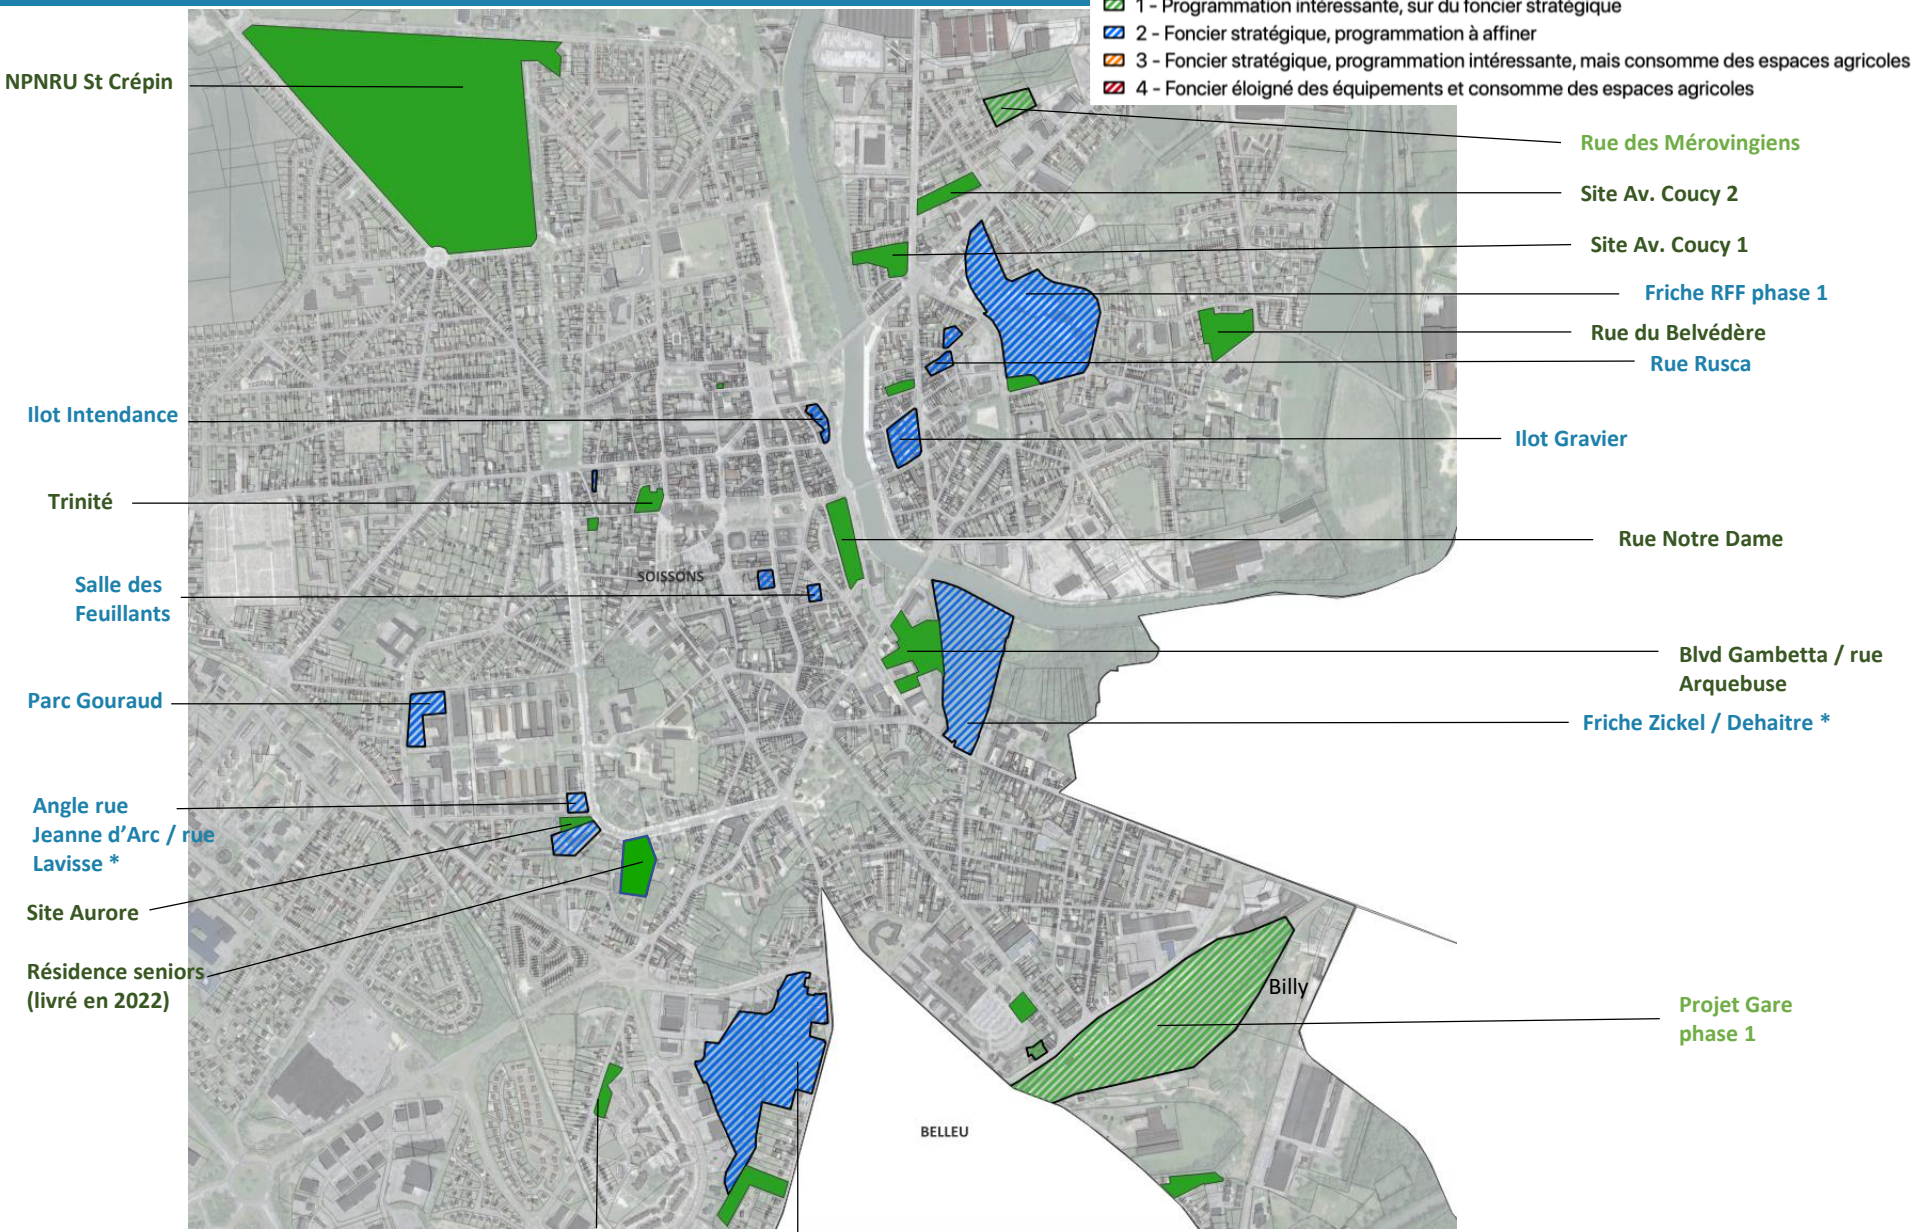 1 - Programmation intéressante, sur du foncier stratégique
2 - Foncier stratégique, programmation à affiner
3 - Foncier stratégique, programmation intéressante, mais consomme des espaces agricoles
4 - Foncier éloigné des équipements et consomme des espaces agricoles
NPNRU St Crépin
Rue des Mérovingiens
Site Av. Coucy 2
Site Av. Coucy 1
Friche RFF phase 1
Rue du Belvédère
Rue Rusca
Ilot Intendance
Ilot Gravier
Trinité
Rue Notre Dame
SOISSONS
Salle des
Feuillants
Blvd Gambetta / rue
Arquebuse
Parc Gouraud
Friche Zickel / Dehaitre *
Angle rue
Jeanne d'Arc / rue
Lavisse *
Site Aurore
Résidence seniors
(livré en 2022)
Billy
Projet Gare
phase 1
BELLEU